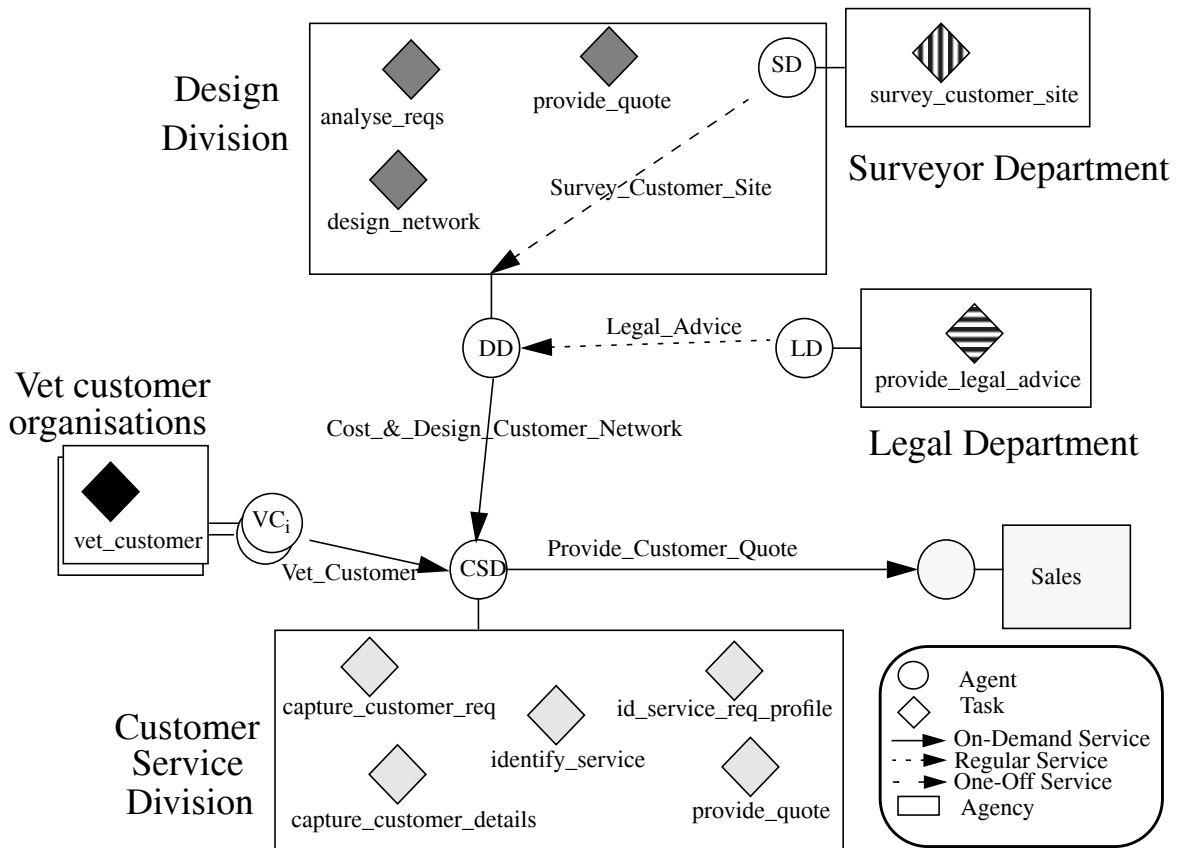 Design
Division
analyse_reqs
provide_quote
design_network
SD
survey_customer_site
Surveyor Department
Survey_Customer_Site
DD
Legal_Advice
LD
provide_legal_advice
Legal Department
Vet customer
organisations
vet_customer
VCi
Vet_Customer
Cost_&_Design_Customer_Network
CSD
Provide_Customer_Quote
Sales
Customer
Service
Division
capture_customer_req
identify_service
id_service_req_profile
capture_customer_details
provide_quote
Agent
Task
On-Demand Service
Regular Service
One-Off Service
Agency